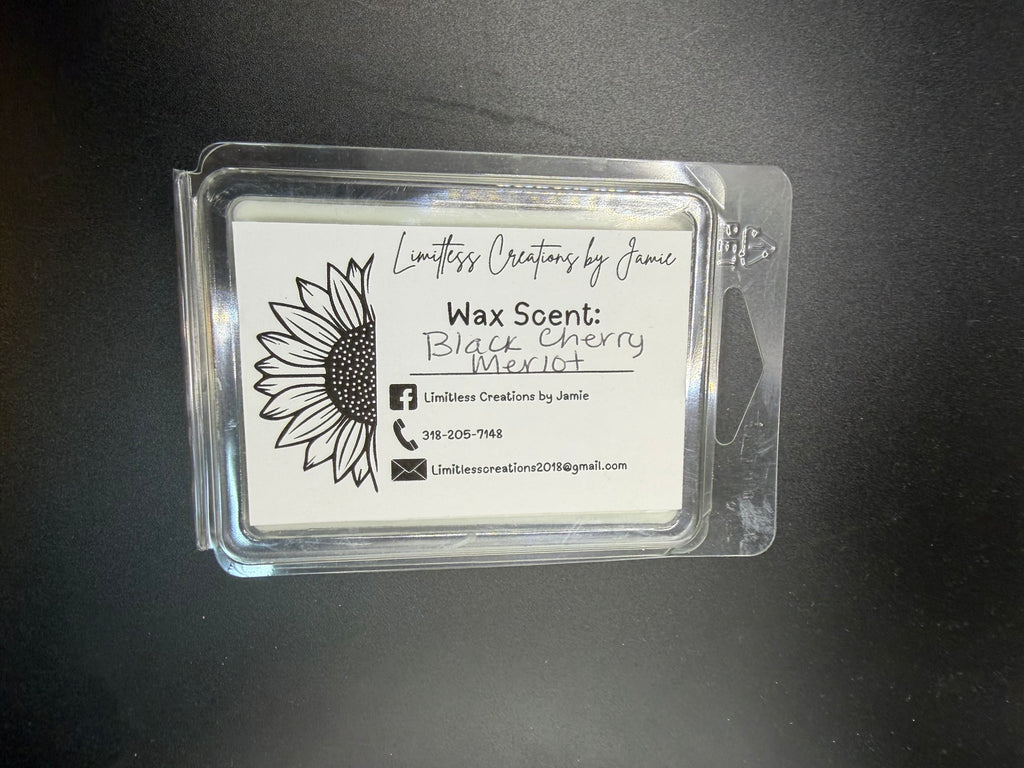 Limitless Creations by Jamie
Wax Scent:
Black Cherry
Merlot
Limitless Creations by Jamie
318-205-7148
Limitlesscreations2018@gmail.com